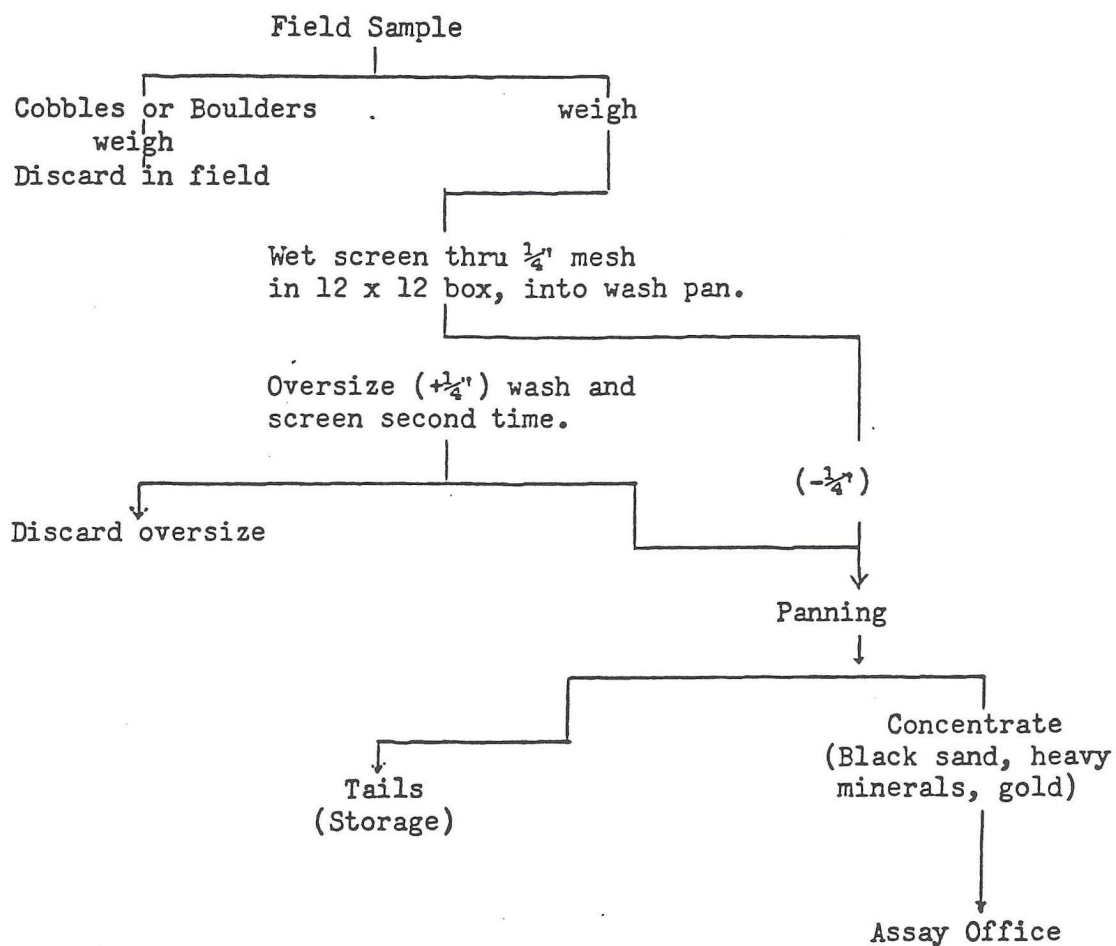 Field Sample
Cobbles or Boulders
weigh
weigh
Discard in field
Wet screen thru ¼" mesh
in 12 x 12 box, into wash pan.
Oversize (+¼") wash and
screen second time.
(-¼")
Discard oversize
Panning
Concentrate
(Black sand, heavy
minerals, gold)
Tails
(Storage)
Assay Office